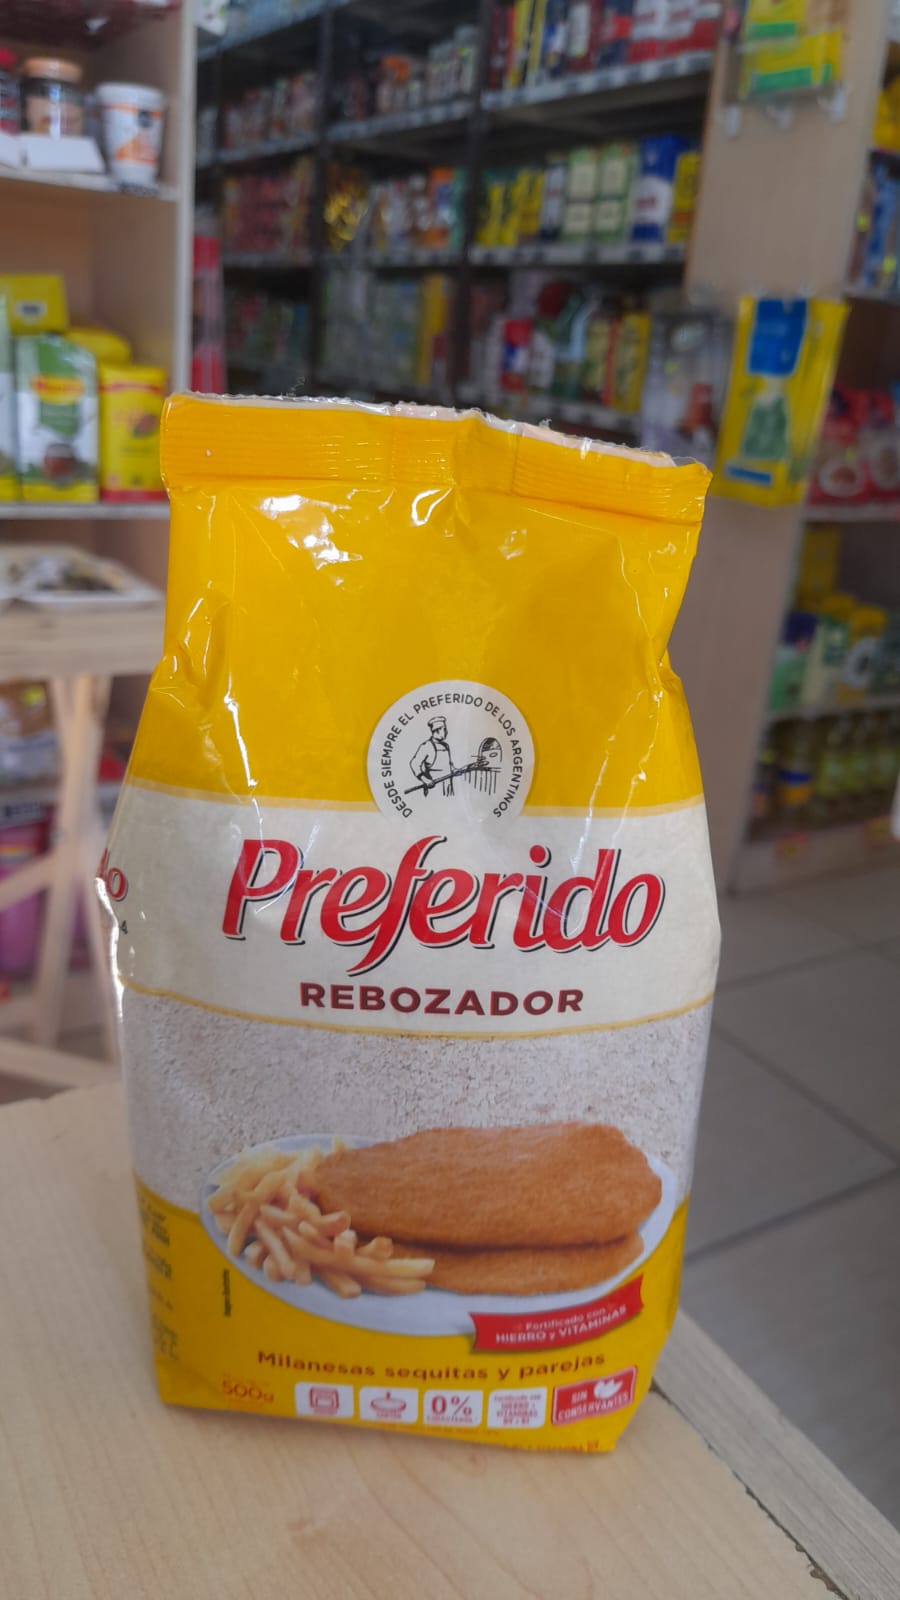 DESDE SIEMPRE EL PREFERIDO DE LOS ARGENTINOS
Preferido
REBOZADOR
Fortificado con
HIERRO y VITAMINAS
Milanesas sequitas y parejas
500g
0%
SIN
CONSERVANTES